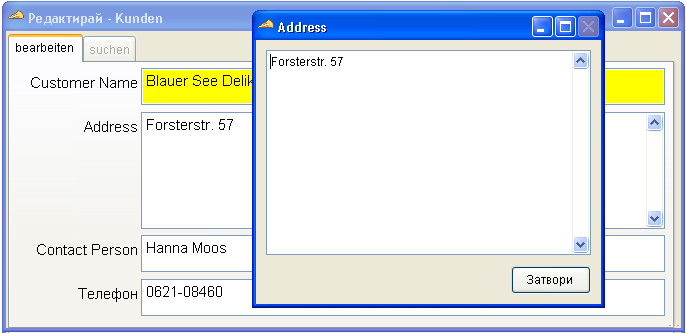 Редактирай - Kunden
bearbeiten suchen
Customer Name Blauer See Delik
Address Forsterstr. 57
Contact Person Hanna Moos
Телефон 0621-08460
Address
Forsterstr. 57
Затвори